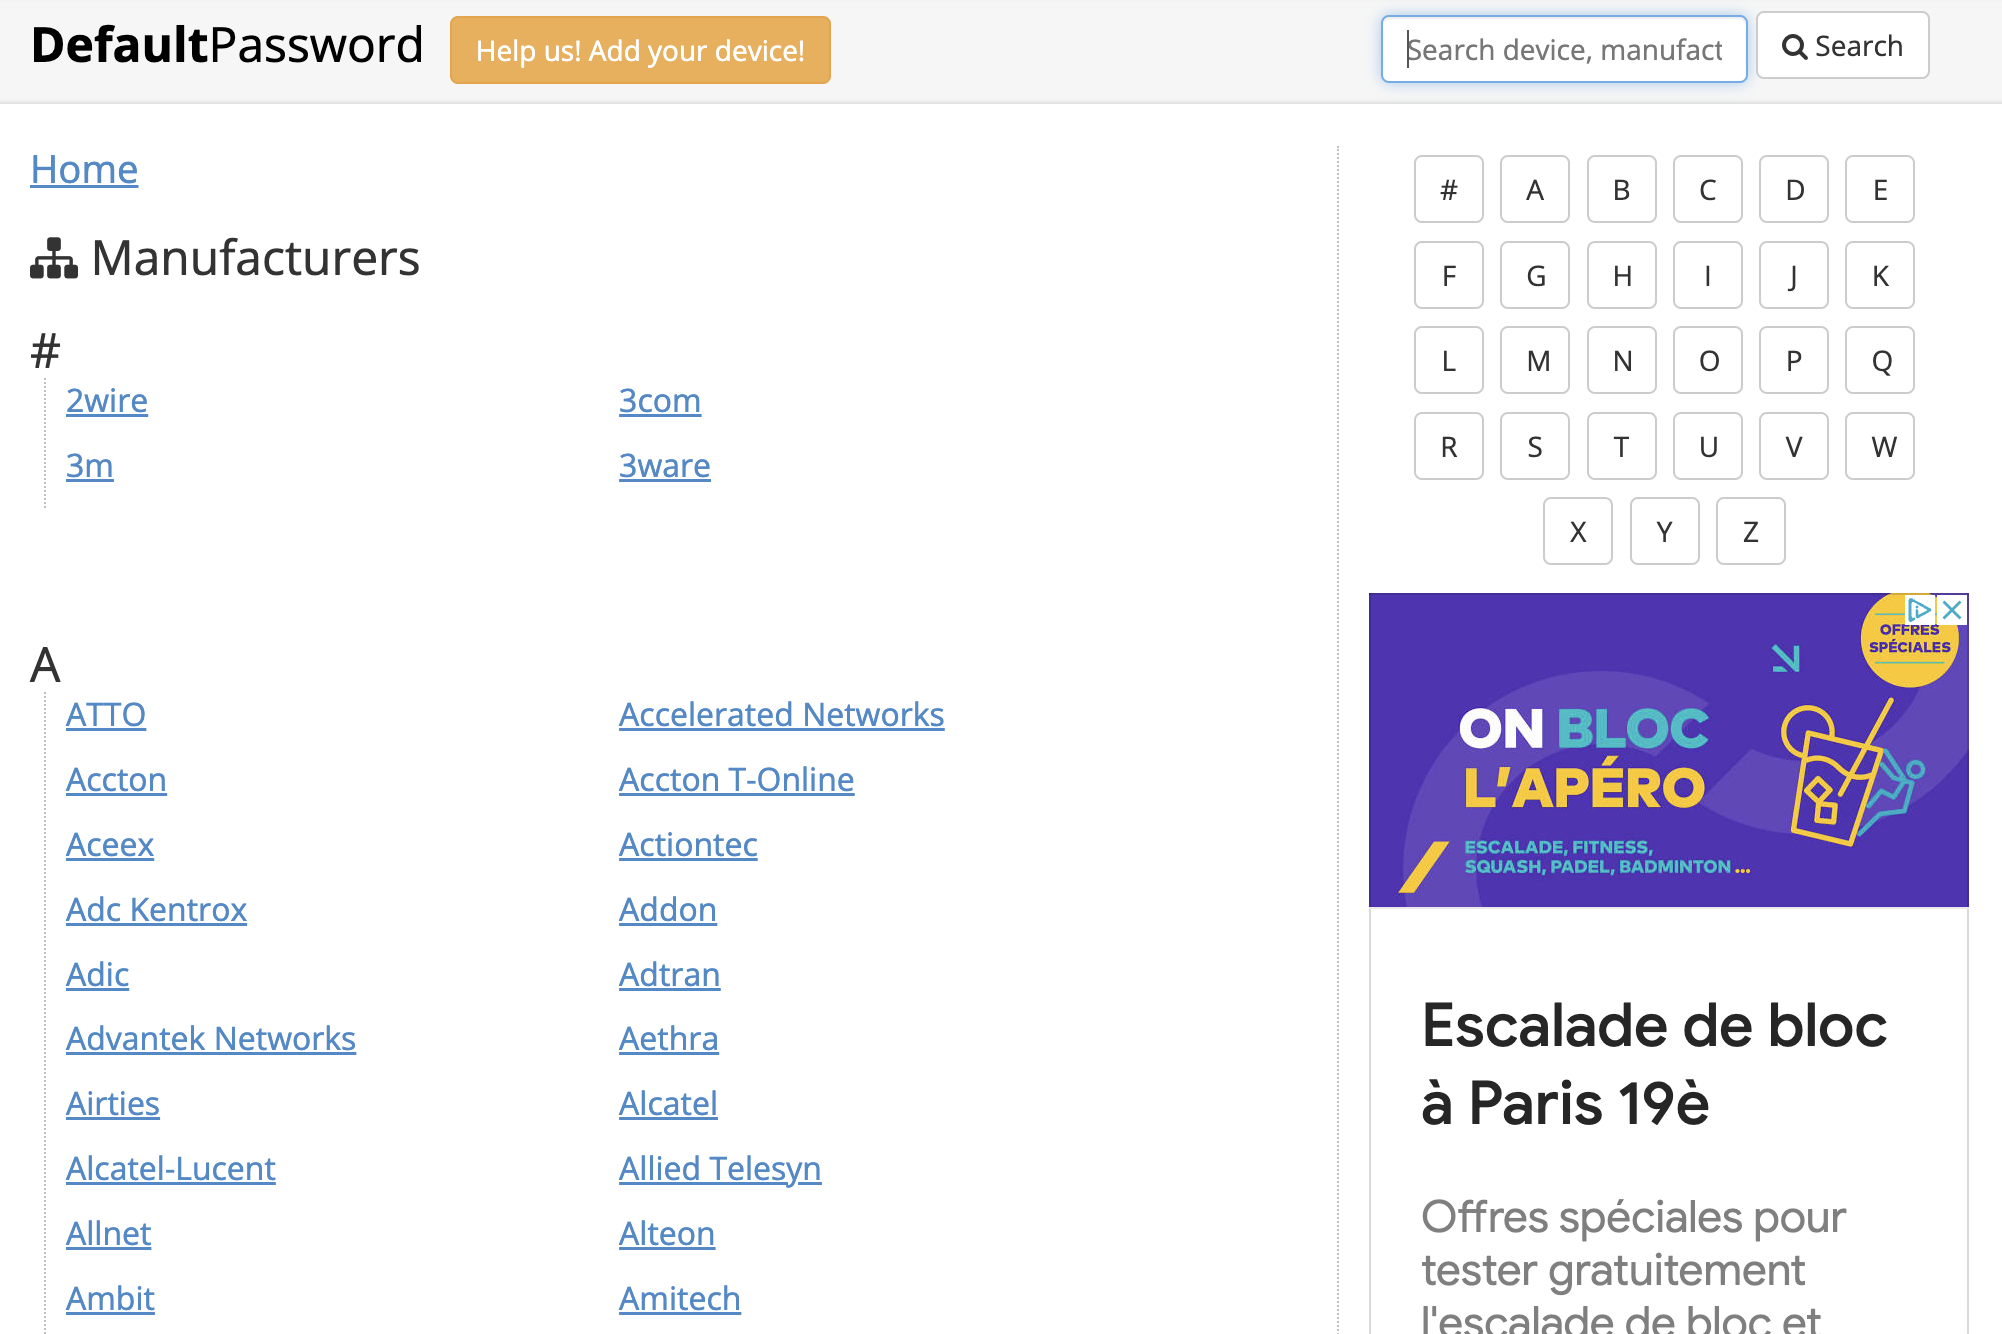 DefaultPassword
Help us! Add your device!
Search device, manufact
Search
Home
Manufacturers
#
2wire
3com
3m
3ware
A
ATTO
Accelerated Networks
Accton
Accton T-Online
Aceex
Actiontec
Adc Kentrox
Addon
Adic
Adtran
Advantek Networks
Aethra
Airties
Alcatel
Alcatel-Lucent
Allied Telesyn
Allnet
Alteon
Ambit
Amitech
# A B C D E
F G H I J K
L M N O P Q
R S T U V W
X Y Z
OFFRES
SPÉCIALES
ON BLOC
L'APÉRO
ESCALADE, FITNESS,
SQUASH, PADEL, BADMINTON ...
Escalade de bloc
à Paris 19è
Offres spéciales pour
tester gratuitement
l'escalade de bloc et